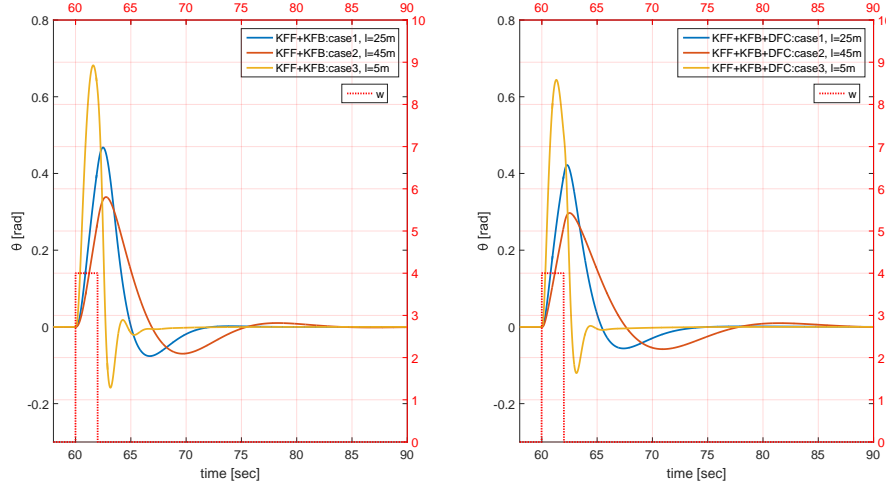 60 65 70 75 80 85 90
0.8
0.6
0.4
0.2
0
-0.2
10
9
8
7
6
5
4
3
2
1
0
KFF+KFB:case1, l=25m
KFF+KFB:case2, l=45m
KFF+KFB:case3, l=5m
w
θ [rad]
60 65 70 75 80 85 90
time [sec]
60 65 70 75 80 85 90
0.8
0.6
0.4
0.2
0
-0.2
10
9
8
7
6
5
4
3
2
1
0
KFF+KFB+DFC:case1, l=25m
KFF+KFB+DFC:case2, l=45m
KFF+KFB+DFC:case3, l=5m
w
θ [rad]
60 65 70 75 80 85 90
time [sec]